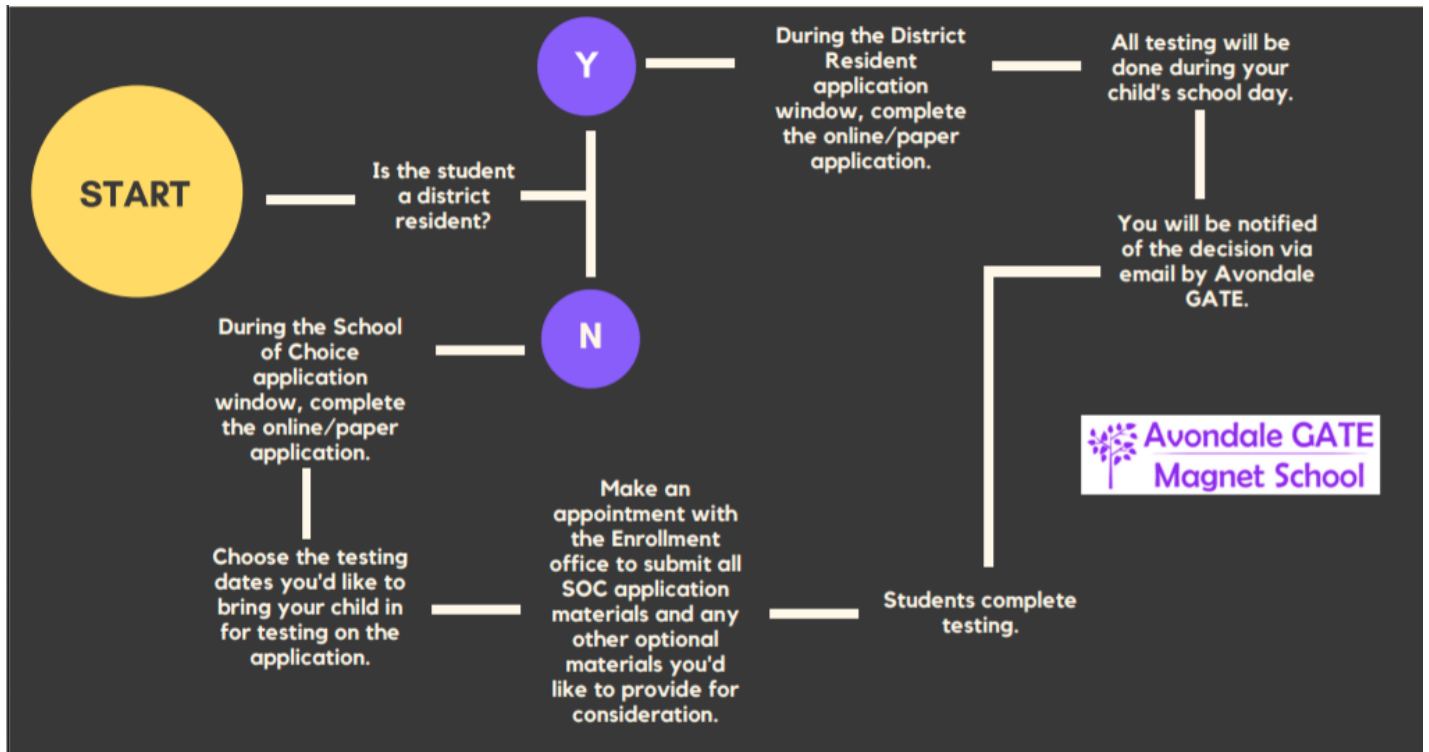 START
Is the student
a district
resident?
Y
During the District
Resident
application
window, complete
the online/paper
application.
All testing will be
done during your
child's school day.
You will be notified
of the decision via
email by Avondale
GATE.
N
During the School
of Choice
application
window, complete
the online/paper
application.
Choose the testing
dates you'd like to
bring your child in
for testing on the
application.
Make an
appointment with
the Enrollment
office to submit all
SOC application
materials and any
other optional
materials you'd
like to provide for
consideration.
Students complete
testing.
Avondale GATE
Magnet School